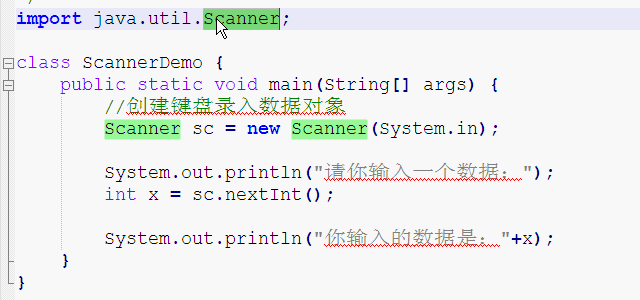 import java.util.Scanner;
class ScannerDemo {
public static void main(String[] args) {
//创建键盘录入数据对象
Scanner sc = new Scanner(System.in);
System.out.println("请你输入一个数据：");
int x = sc.nextInt();
System.out.println("你输入的数据是："+x);
}
}